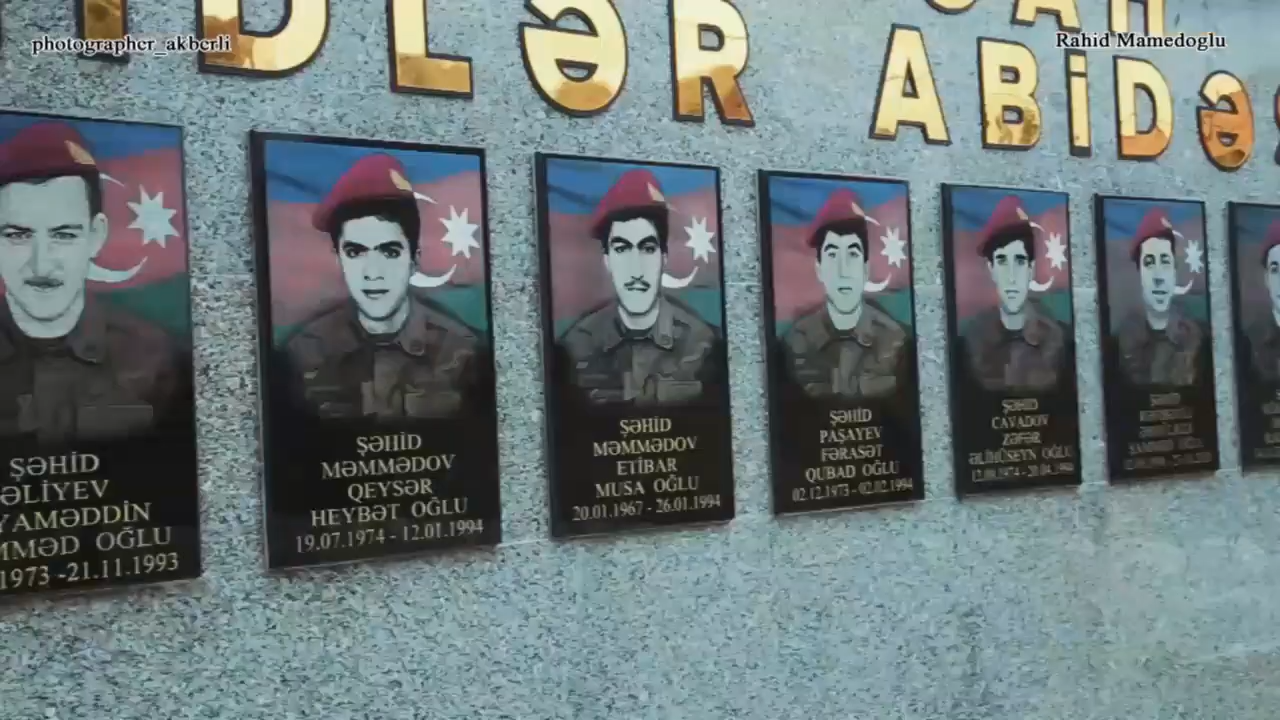 photographer_akberli
Rahid Mamedoglu
DLƏR ABİDƏ
ŞƏHİD
ƏLİYEV
YAMƏDDİN
MMƏD OĞLU
1973 -21.11.1993
ŞƏHİD
MƏMMƏDOV
QEYSƏR
HEYBƏT OĞLU
19.07.1974 - 12.01.1994
ŞƏHİD
MƏMMƏDOV
ETİBAR
MUSA OĞLU
20.01.1967 - 26.01.1994
ŞƏHİD
PAŞAYEV
FƏRASƏT
QUBAD OĞLU
02.12.1973 - 02.02.1994
ŞƏHİD
CAVADOV
ZƏFƏR
ƏLİHÜSEYN OĞLU
ŞƏHİD